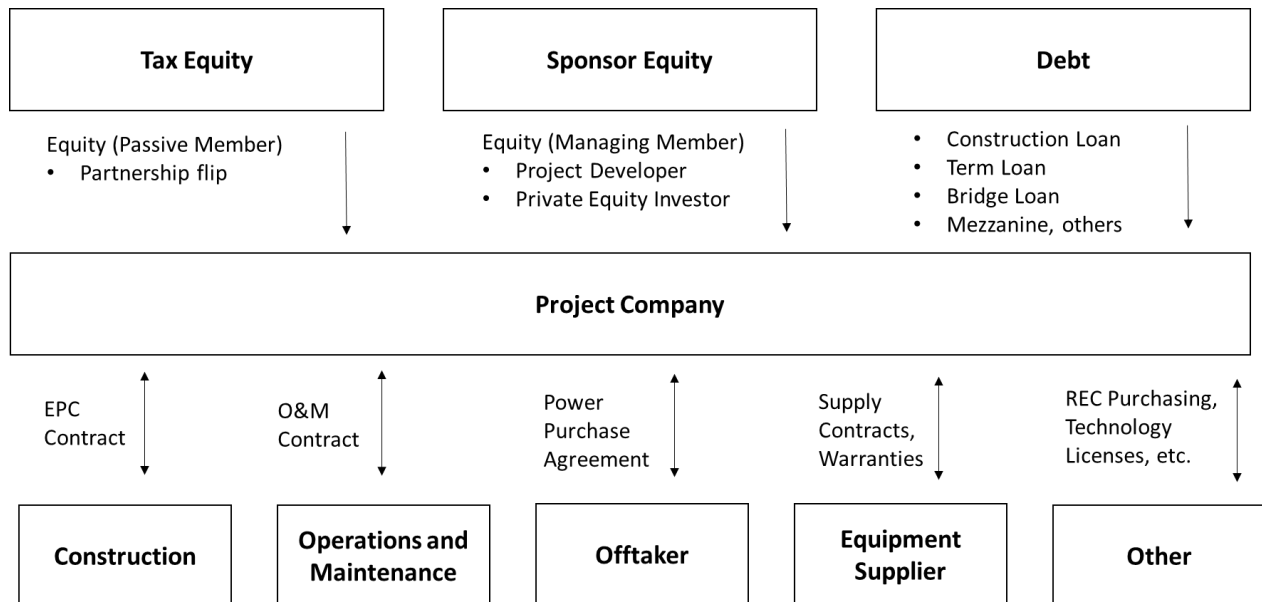 Tax Equity
Sponsor Equity
Debt
Equity (Passive Member)
• Partnership flip
Equity (Managing Member)
• Project Developer
• Private Equity Investor
• Construction Loan
• Term Loan
• Bridge Loan
• Mezzanine, others
Project Company
EPC
Contract
O&M
Contract
Power
Purchase
Agreement
Supply
Contracts,
Warranties
REC Purchasing,
Technology
Licenses, etc.
Construction
Operations and
Maintenance
Offtaker
Equipment
Supplier
Other